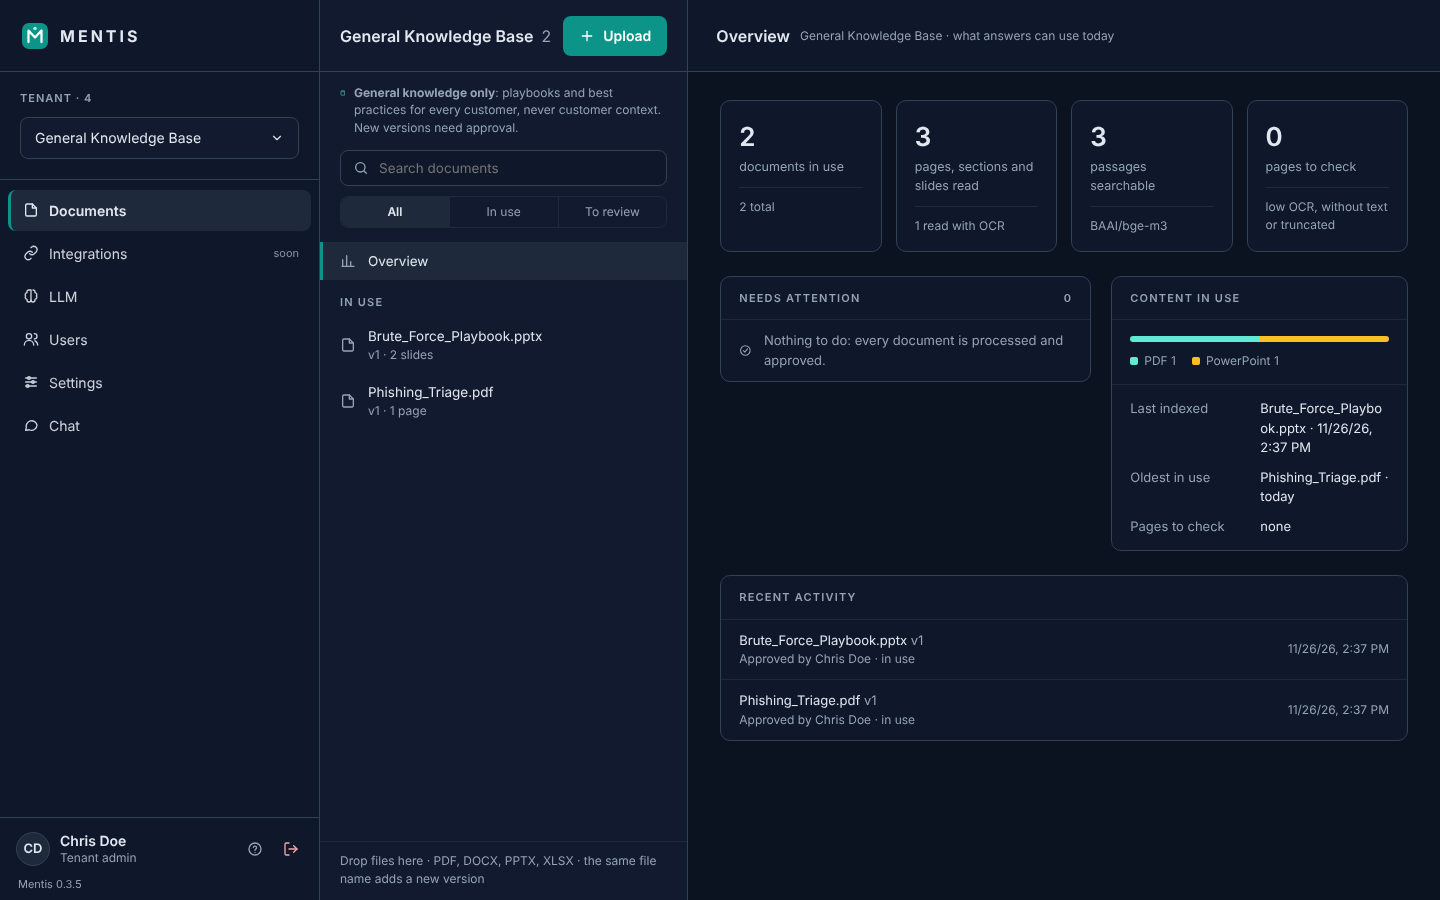 MENTIS
TENANT · 4
General Knowledge Base
Documents
Integrations
soon
LLM
Users
Settings
Chat
CD
Chris Doe
Tenant admin
Mentis 0.3.5
General Knowledge Base 2
Upload
General knowledge only: playbooks and best
practices for every customer, never customer context.
New versions need approval.
Search documents
All
In use
To review
Overview
IN USE
Brute_Force_Playbook.pptx
v1 · 2 slides
Phishing_Triage.pdf
v1 · 1 page
Drop files here · PDF, DOCX, PPTX, XLSX · the same file
name adds a new version
Overview General Knowledge Base · what answers can use today
2
documents in use
2 total
3
pages, sections and
slides read
1 read with OCR
3
passages
searchable
BAAI/bge-m3
0
pages to check
low OCR, without text
or truncated
NEEDS ATTENTION 0
Nothing to do: every document is processed and
approved.
CONTENT IN USE
PDF 1 PowerPoint 1
Last indexed
Brute_Force_Playbo
ok.pptx · 11/26/26,
2:37 PM
Oldest in use
Phishing_Triage.pdf ·
today
Pages to check
none
RECENT ACTIVITY
Brute_Force_Playbook.pptx v1
Approved by Chris Doe · in use
11/26/26, 2:37 PM
Phishing_Triage.pdf v1
Approved by Chris Doe · in use
11/26/26, 2:37 PM